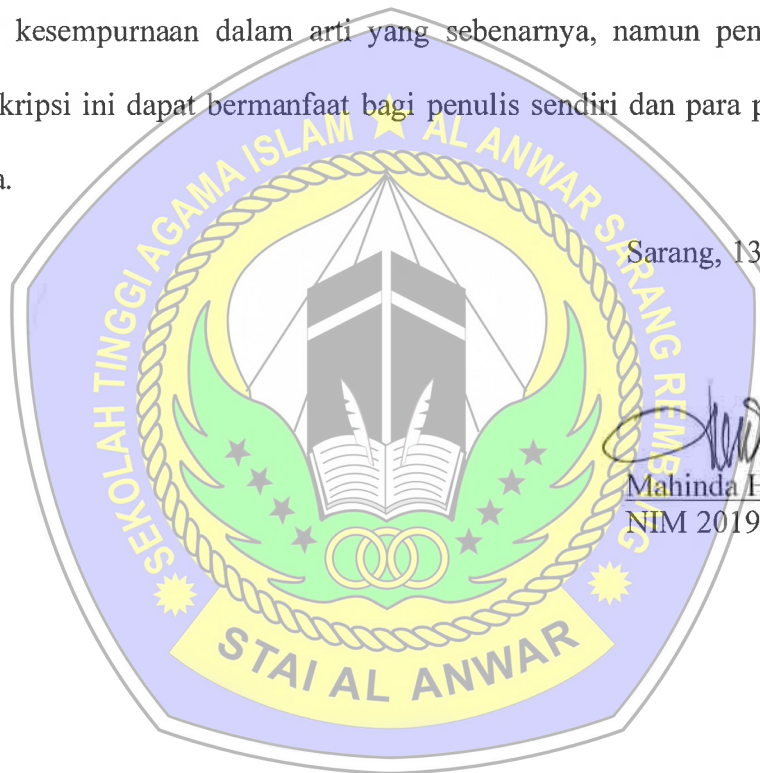 kesempurnaan dalam arti yang sebenarnya, namun pen
kripsi ini dapat bermanfaat bagi penulis sendiri dan para p
a.
SEKOLAH TINGGI AGAMA ISLAM AL ANWAR SARANG REMBANG
Sarang, 13
Mahinda H
NIM 2019
STAI AL ANWAR